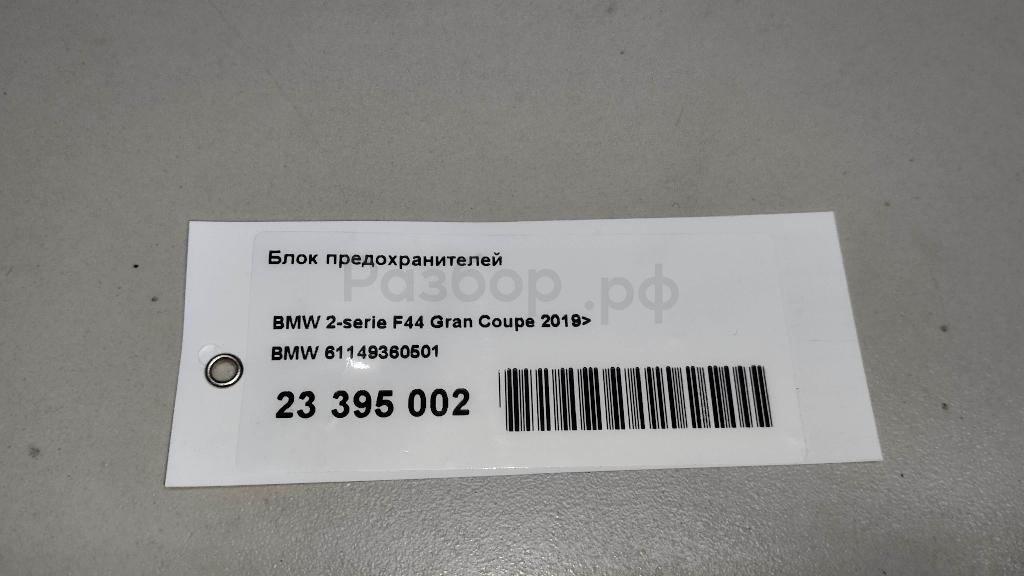 Блок предохранителей
Разбор.рф
BMW 2-serie F44 Gran Coupe 2019>
BMW 61149360501
23 395 002